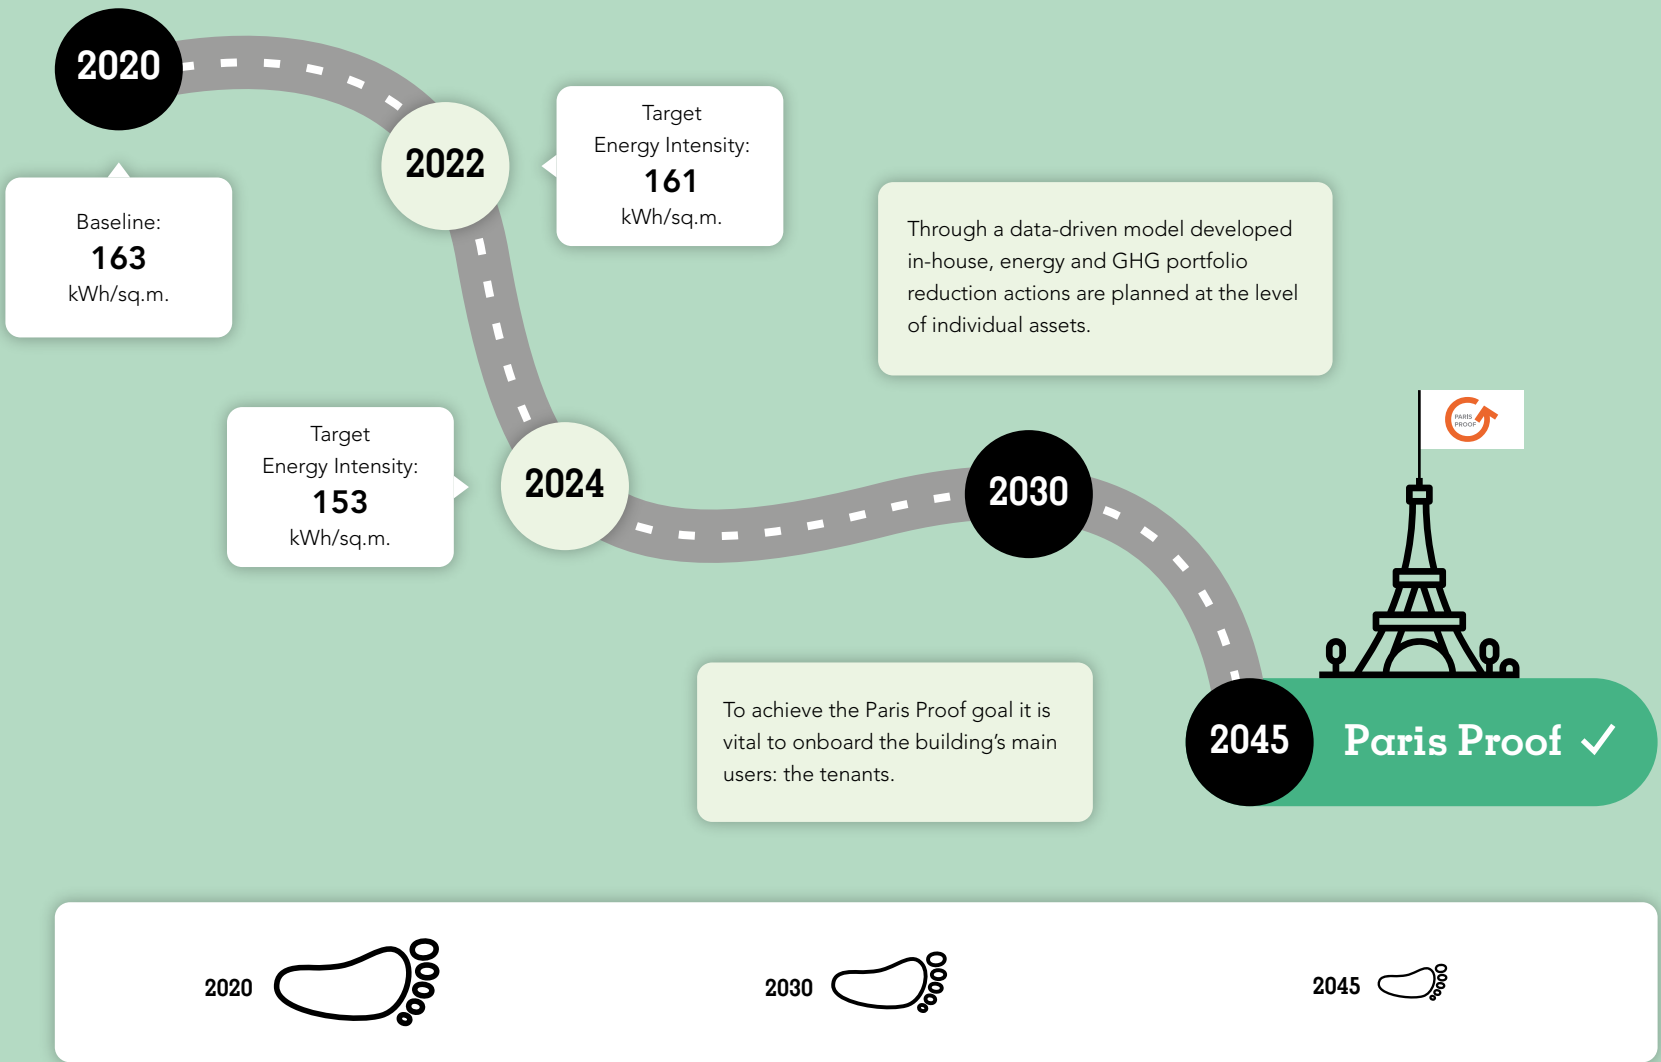 2020
Baseline:
163
kWh/sq.m.
2022
Target
Energy Intensity:
161
kWh/sq.m.
Through a data-driven model developed
in-house, energy and GHG portfolio
reduction actions are planned at the level
of individual assets.
Target
Energy Intensity:
153
kWh/sq.m.
2024
2030
PARIS
PROOF
To achieve the Paris Proof goal it is
vital to onboard the building’s main
users: the tenants.
2045
Paris Proof
2020
2030
2045